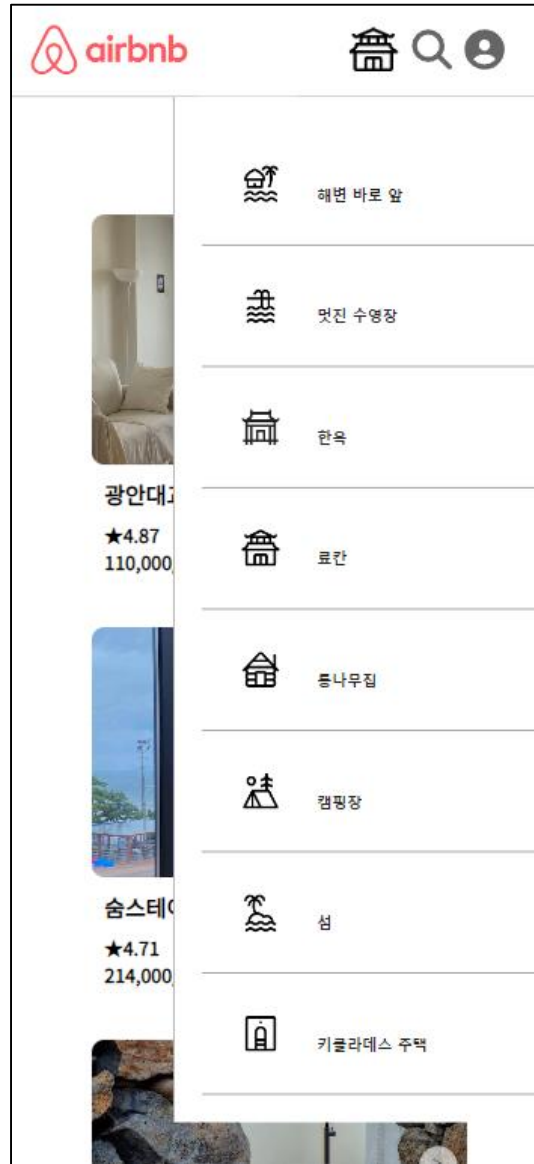 airbnb
해변 바로 앞
멋진 수영장
한옥
광안대
★4.87
110,000,
료칸
통나무집
캠핑장
숨스테이
★4.71
214,000,
섬
키클라데스 주택